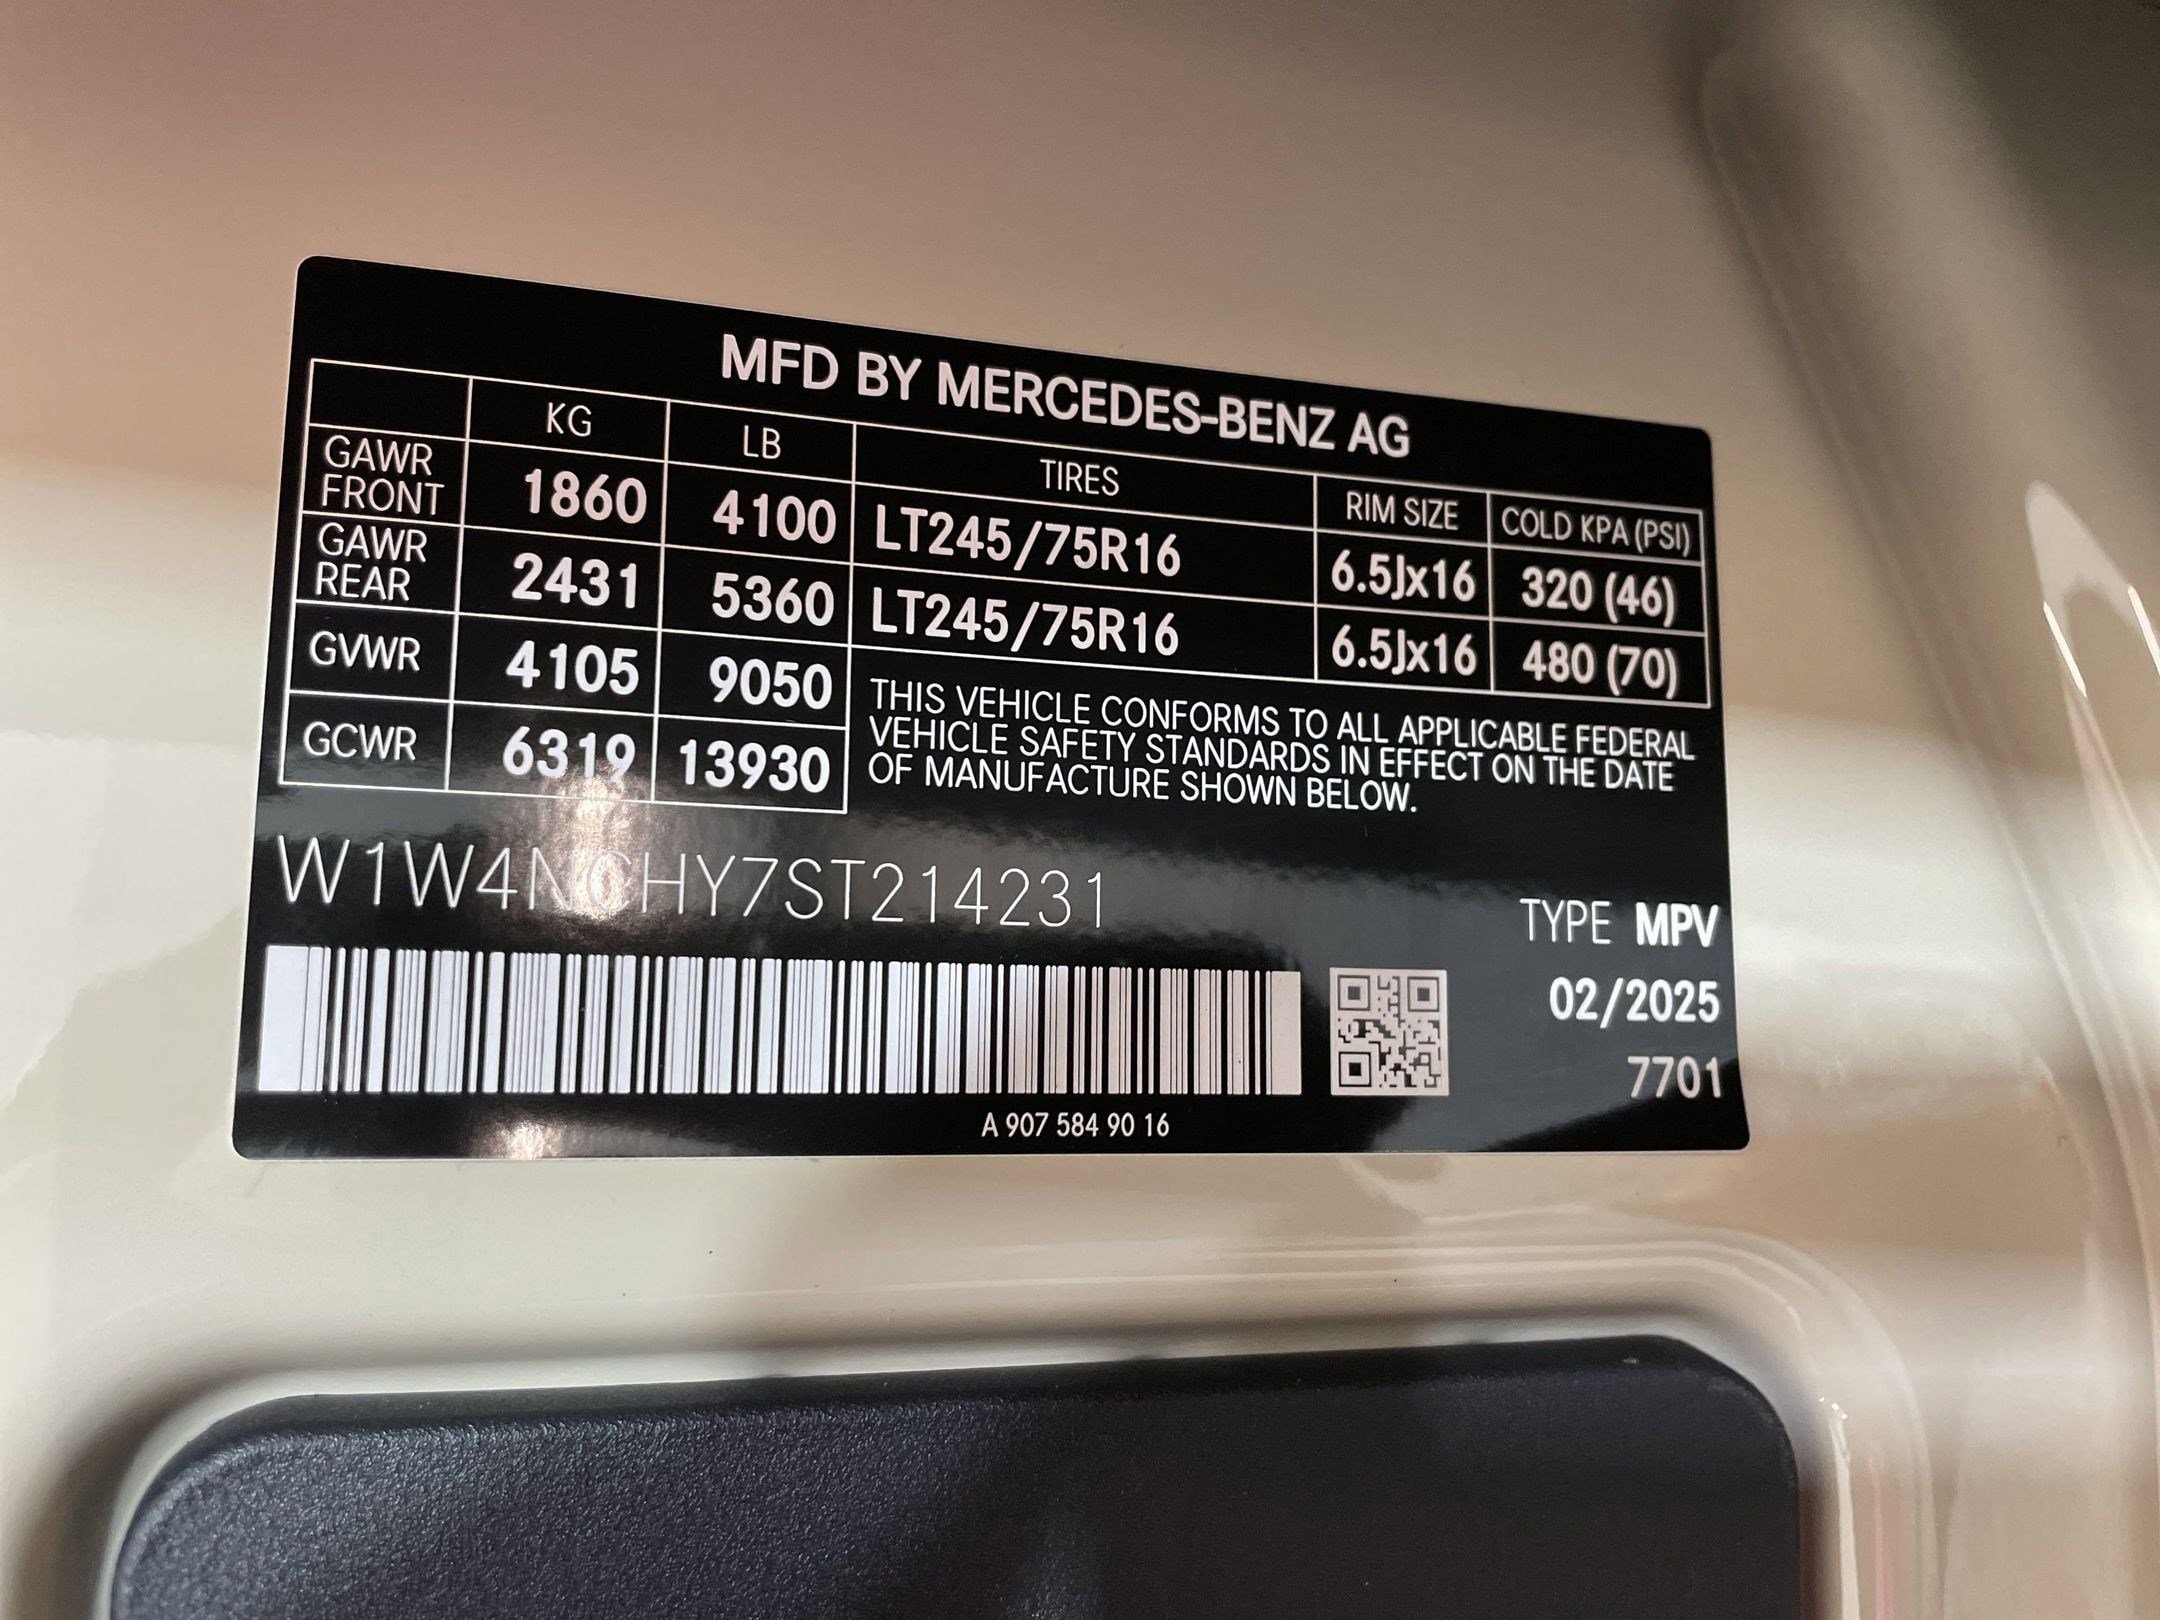 MFD BY MERCEDES-BENZ AG
KG LB TIRES RIM SIZE COLD KPA (PSI)
GAWR FRONT 1860 4100 LT245/75R16 6.5Jx16 320 (46)
GAWR REAR 2431 5360 LT245/75R16 6.5Jx16 480 (70)
GVWR 4105 9050
GCWR 6319 13930
THIS VEHICLE CONFORMS TO ALL APPLICABLE FEDERAL
VEHICLE SAFETY STANDARDS IN EFFECT ON THE DATE
OF MANUFACTURE SHOWN BELOW.
W1W4NCHY7ST214231
TYPE MPV
02/2025
7701
A 907 584 90 16